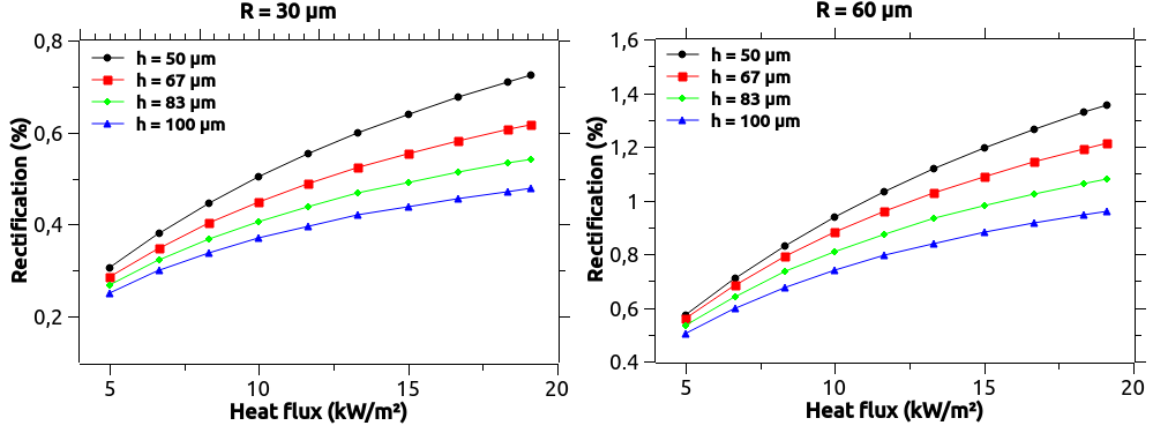 R = 30 µm
0,8
0,6
0,4
0,2
Rectification (%)
h = 50 µm
h = 67 µm
h = 83 µm
h = 100 µm
5
10
15
20
Heat flux (kW/m²)
R = 60 µm
1,6
1,4
1,2
1
0,8
0,6
0.4
Rectification (%)
h = 50 µm
h = 67 µm
h = 83 µm
h = 100 µm
5
10
15
20
Heat flux (kW/m²)